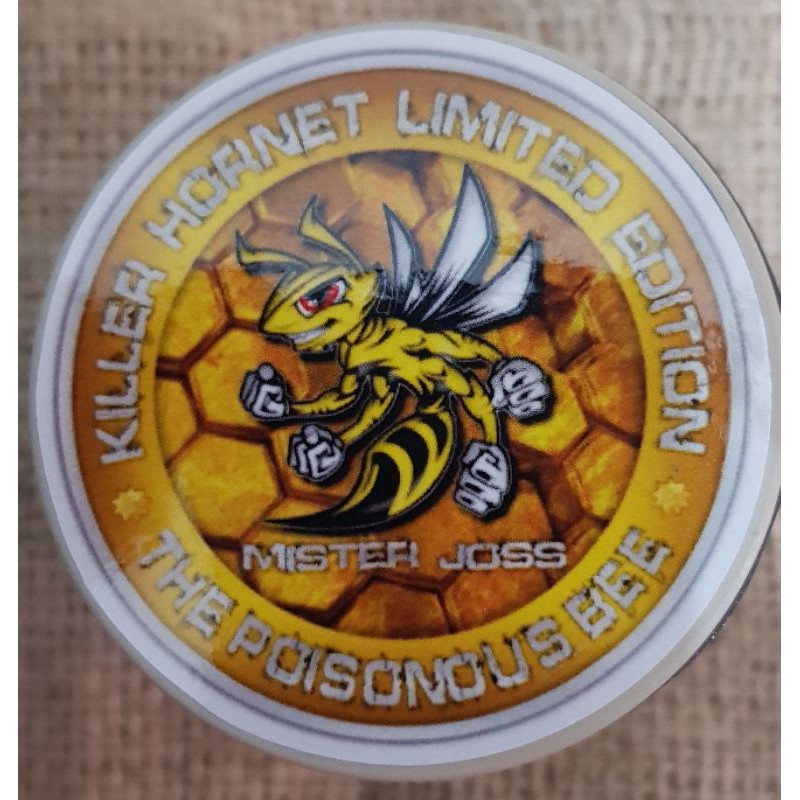 KILLER HORNET LIMITED EDITION
MISTER JOSS
THE POISONOUS BEE